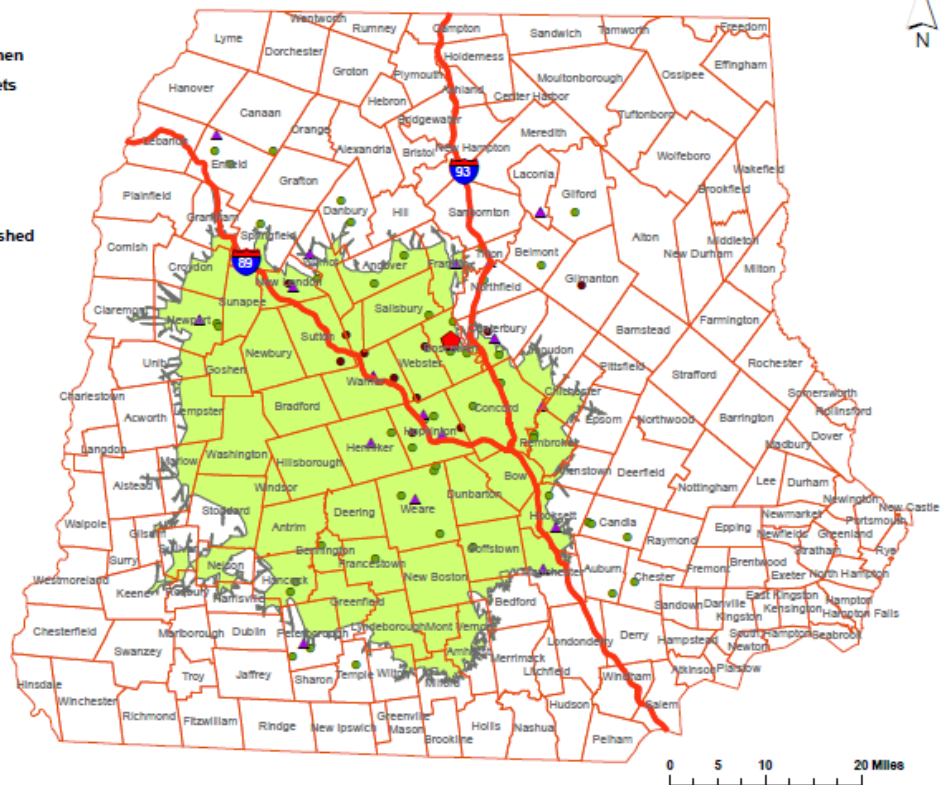 Wentworth
Rumney
Campton
Sandwich
Tamworth
Freedom
Lyme
Dorchester
Holderness
Effingham
Groton
Plymouth
Ashland
Moultonborough
Ossipee
N
Hanover
Hebron
Center Harbor
Canaan
Bridgewater
Tuftonboro
Orange
Meredith
Lebanon
Alexandria
Bristol
New Hampton
Wolfeboro
Enfield
93
Laconia
Wakefield
Plainfield
Grafton
Gilford
Brookfield
Grantham
Danbury
Hill
Sanbornton
Springfield
Alton
Middleton
Cornish
Tilton
Belmont
New Durham
89
Croydon
Wilmot
Andover
Franklin
Milton
New London
Northfield
Gilmanton
Sunapee
Salisbury
Claremont
Newport
Canterbury
Barnstead
Farmington
Sutton
Boscawen
Loudon
Newbury
Webster
Pittsfield
Rochester
Unity
Goshen
Strafford
Warner
Chichester
Charlestown
Somersworth
Acworth
Lempster
Bradford
Concord
Epsom
Northwood
Barrington
Rollinsford
Hopkinton
Dover
Langdon
Washington
Henniker
Pembroke
Madbury
Marlow
Hillsborough
Bow
Allenstown
Deerfield
Lee
Durham
Alstead
Windsor
Dunbarton
Nottingham
Newington
New Castle
Stoddard
Deering
Weare
Hooksett
Candia
Newmarket
Portsmouth
Walpole
Gilsum
Antrim
Epping
Newfields
Greenland
Raymond
Sullivan
Bennington
Goffstown
Stratham
Rye
Surry
Nelson
Francestown
Manchester
Auburn
Fremont
Brentwood
Westmoreland
Hancock
New Boston
Chester
Exeter
North Hampton
Keene
Roxbury
Harrisville
Greenfield
Bedford
Sandown
Danville
East Kingston
Hampton
Kingston
Kensington
Hampton Falls
Chesterfield
Marlborough
Dublin
Peterborough
Lyndeborough
Mont Vernon
Londonderry
Derry
Hampstead
South Hampton
Seabrook
Swanzey
Newton
Amherst
Merrimack
Atkinson
Plaistow
Troy
Jaffrey
Sharon
Temple
Wilton
Milford
Litchfield
Windham
Hinsdale
Winchester
Hudson
Salem
Richmond
Fitzwilliam
Rindge
New Ipswich
Greenville
Mason
Hollis
Nashua
Brookline
Pelham
0 5 10 20 Miles